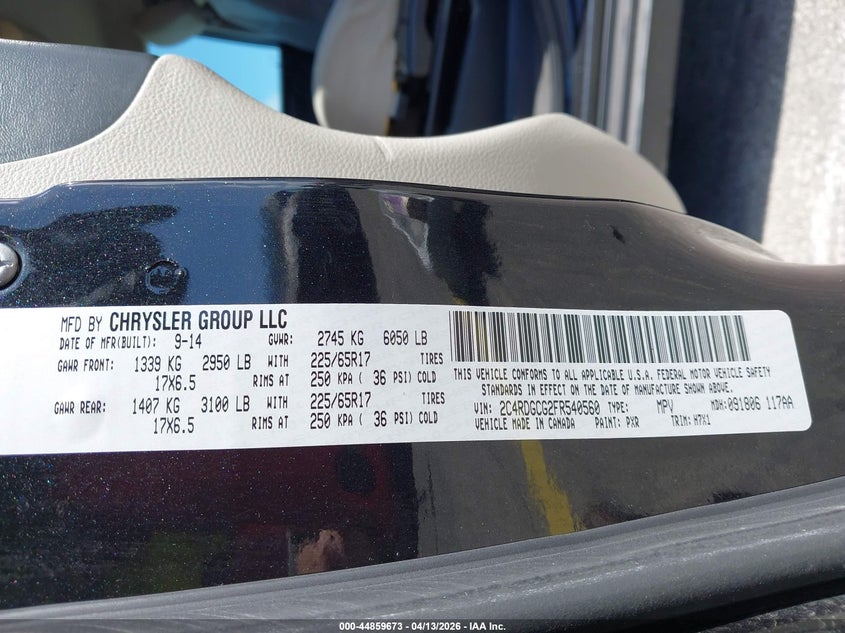 MFD BY CHRYSLER GROUP LLC
DATE OF MFR(BUILT): 9-14 GVWR: 2745 KG 6050 LB
GAWR FRONT: 1339 KG 2950 LB WITH 225/65R17 TIRES
17X6.5 RIMS AT 250 KPA ( 36 PSI) COLD
GAWR REAR: 1407 KG 3100 LB WITH 225/65R17 TIRES
17X6.5 RIMS AT 250 KPA ( 36 PSI) COLD
THIS VEHICLE CONFORMS TO ALL APPLICABLE U.S.A. FEDERAL MOTOR VEHICLE SAFETY
STANDARDS IN EFFECT ON THE DATE OF MANUFACTURE SHOWN ABOVE.
VIN: 2C4RDGCG2FR540560 TYPE: MPV MDH:091806 117AA
VEHICLE MADE IN CANADA PAINT: PXR TRIM: H7X1
000-44859673 - 04/13/2026 - IAA Inc.